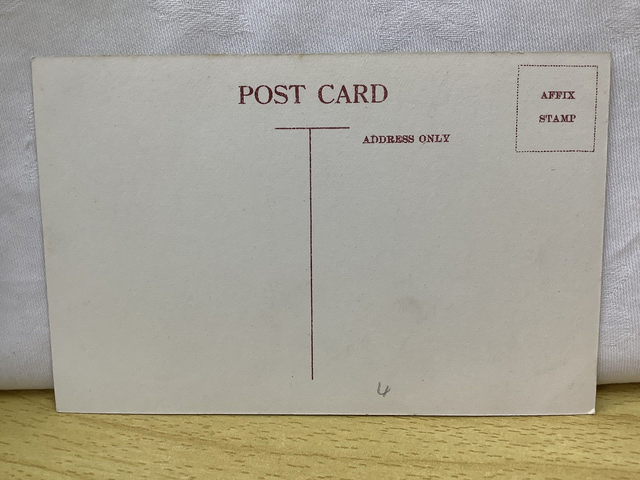 POST CARD
AFFIX
STAMP
ADDRESS ONLY
4